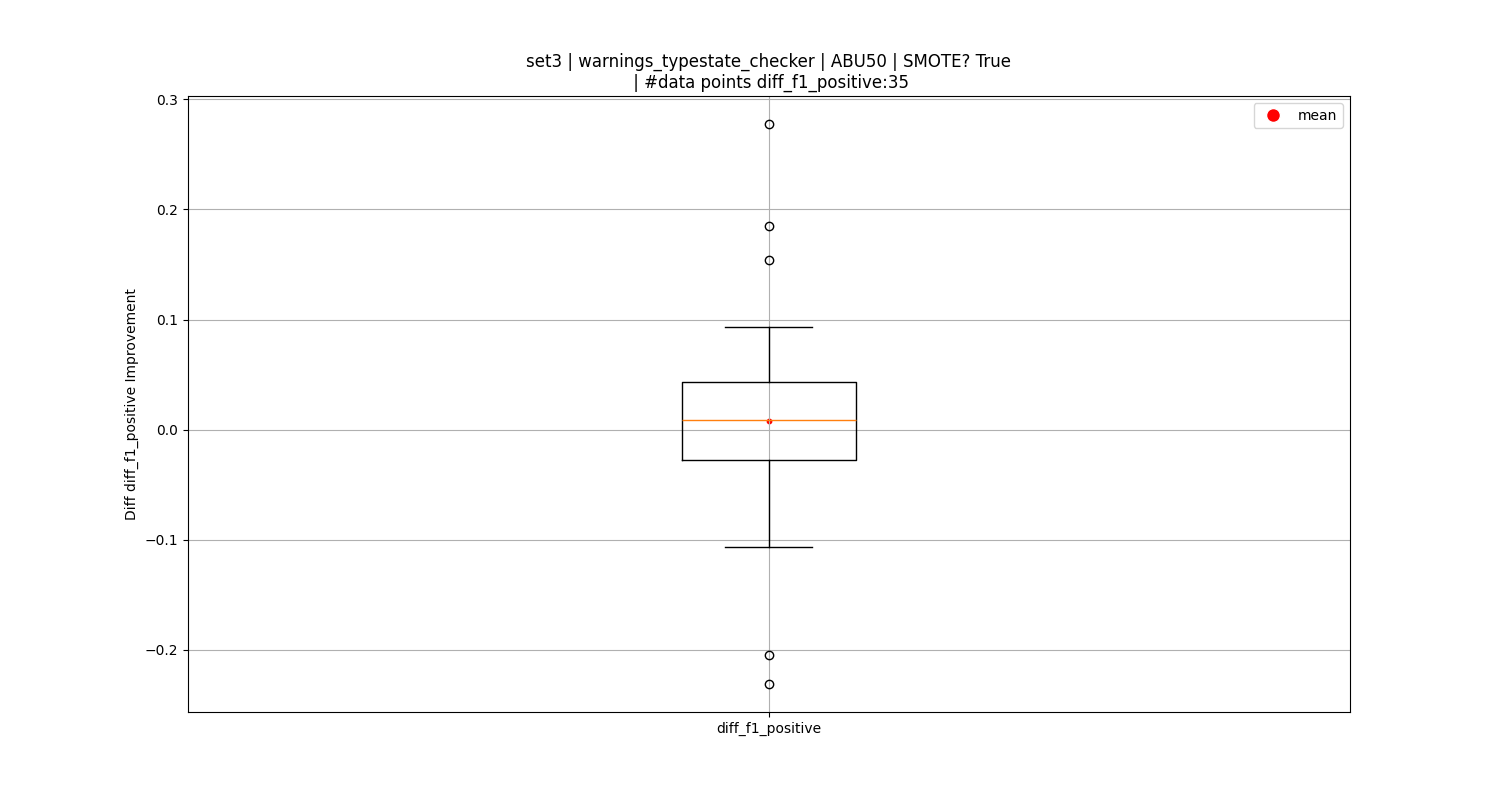 set3 | warnings_typestate_checker | ABU50 | SMOTE? True
| #data points diff_f1_positive:35
mean
0.3
0.2
0.1
0.0
−0.1
−0.2
Diff diff_f1_positive Improvement
diff_f1_positive